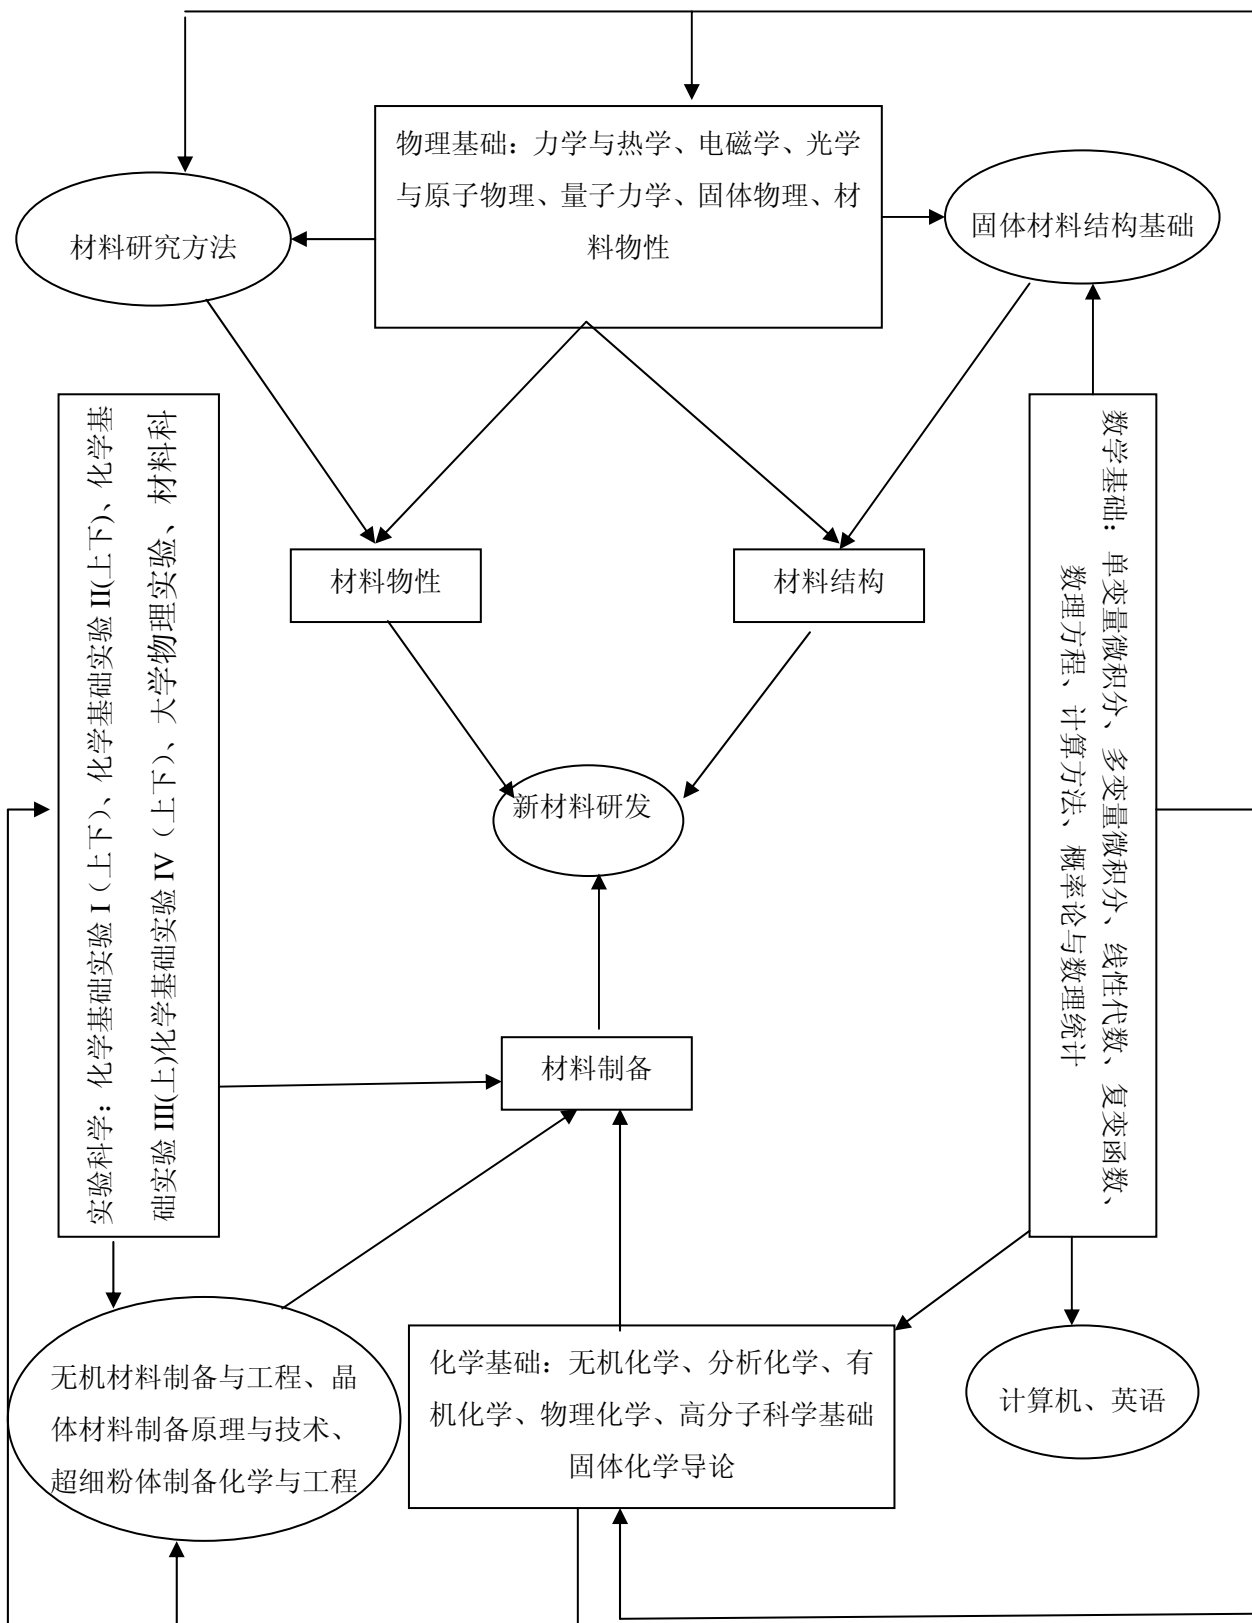 物理基础：力学与热学、电磁学、光学
与原子物理、量子力学、固体物理、材
料物性
材料研究方法
固体材料结构基础
实验科学：化学基础实验 I（上下）、化学基础实验 II(上下)、化学基
础实验 III(上)化学基础实验 IV（上下）、大学物理实验、材料科
数学基础：单变量微积分、多变量微积分、线性代数、复变函数、
数理方程、计算方法、概率论与数理统计
材料物性
材料结构
新材料研发
材料制备
无机材料制备与工程、晶
体材料制备原理与技术、
超细粉体制备化学与工程
化学基础：无机化学、分析化学、有
机化学、物理化学、高分子科学基础
固体化学导论
计算机、英语